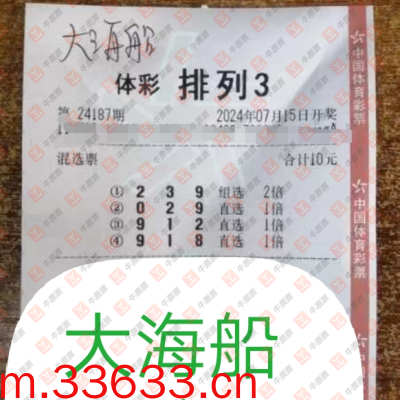 大海船
体彩 排列3
第 24187期 2024年07月15日开奖
混选票 合计10元
① 2 3 9 组选 2倍
② 0 2 9 直选 1倍
③ 9 1 2 直选 1倍
④ 9 1 8 直选 1倍
中国体育彩票
中国体育彩票
大海船
m.33633.cn